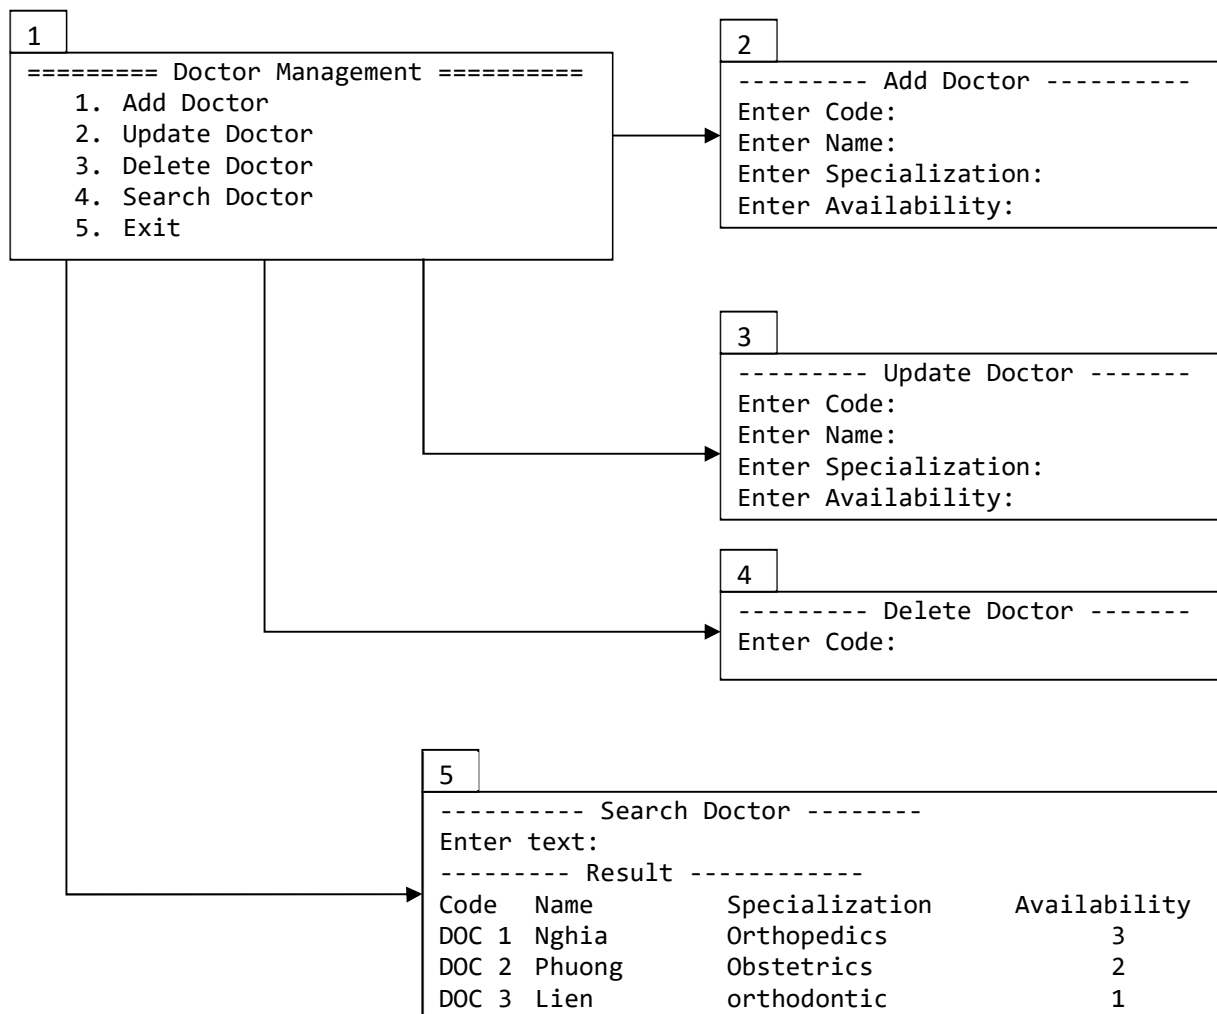 1
========= Doctor Management ==========
1. Add Doctor
2. Update Doctor
3. Delete Doctor
4. Search Doctor
5. Exit
2
--------- Add Doctor ----------
Enter Code:
Enter Name:
Enter Specialization:
Enter Availability:
3
--------- Update Doctor -------
Enter Code:
Enter Name:
Enter Specialization:
Enter Availability:
4
--------- Delete Doctor -------
Enter Code:
5
---------- Search Doctor --------
Enter text:
--------- Result ------------
Code Name Specialization Availability
DOC 1 Nghia Orthopedics 3
DOC 2 Phuong Obstetrics 2
DOC 3 Lien orthodontic 1